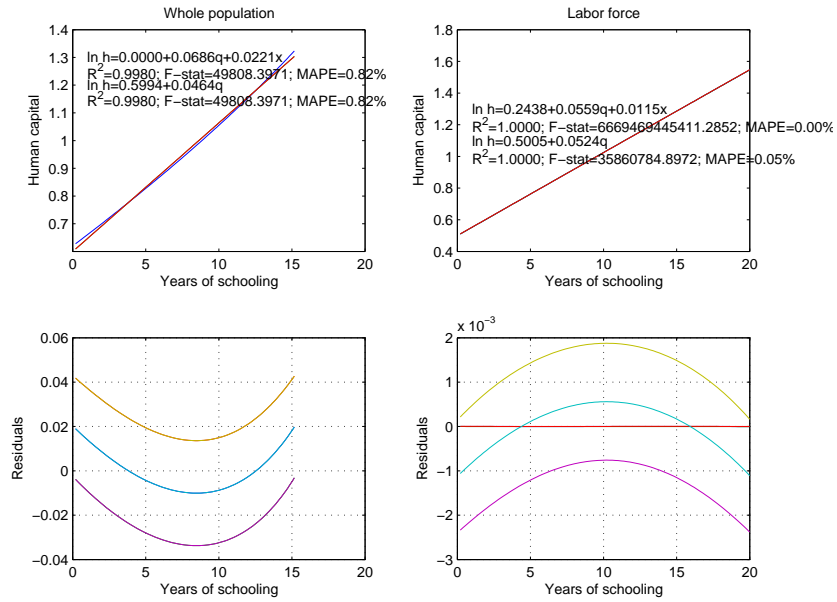 Whole population
1.4
1.3
1.2
1.1
1
0.9
0.8
0.7
Human capital
ln h=0.0000+0.0686q+0.0221x
R²=0.9980; F-stat=49808.3971; MAPE=0.82%
ln h=0.5994+0.0464q
R²=0.9980; F-stat=49808.3971; MAPE=0.82%
0 5 10 15 20
Years of schooling
Labor force
1.8
1.6
1.4
1.2
1
0.8
0.6
0.4
Human capital
ln h=0.2438+0.0559q+0.0115x
R²=1.0000; F-stat=6669469445411.2852; MAPE=0.00%
ln h=0.5005+0.0524q
R²=1.0000; F-stat=35860784.8972; MAPE=0.05%
0 5 10 15 20
Years of schooling
0.06
0.04
0.02
0
−0.02
−0.04
Residuals
0 5 10 15 20
Years of schooling
x 10⁻³
2
1
0
−1
−2
−3
Residuals
0 5 10 15 20
Years of schooling